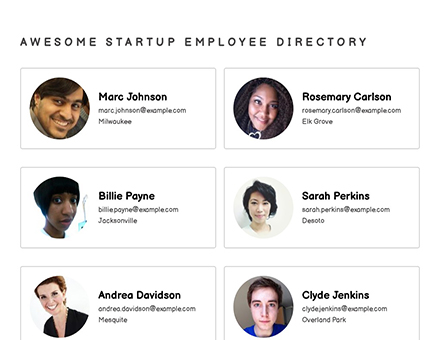 AWESOME STARTUP EMPLOYEE DIRECTORY
Marc Johnson
marc.johnson@example.com
Milwaukee
Rosemary Carlson
rosemary.carlson@example.com
Elk Grove
Billie Payne
billie.payne@example.com
Jacksonville
Sarah Perkins
sarah.perkins@example.com
Desoto
Andrea Davidson
andrea.davidson@example.com
Mesquite
Clyde Jenkins
clyde.jenkins@example.com
Overland Park